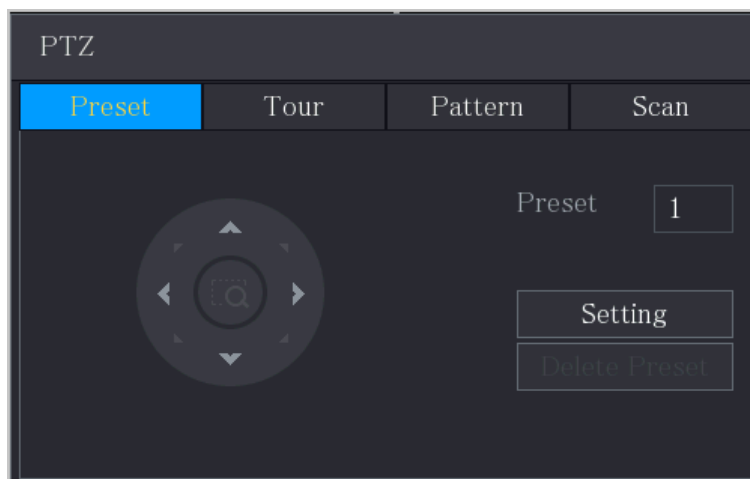 PTZ
Preset Tour Pattern Scan
Preset 1
Setting
Delete Preset